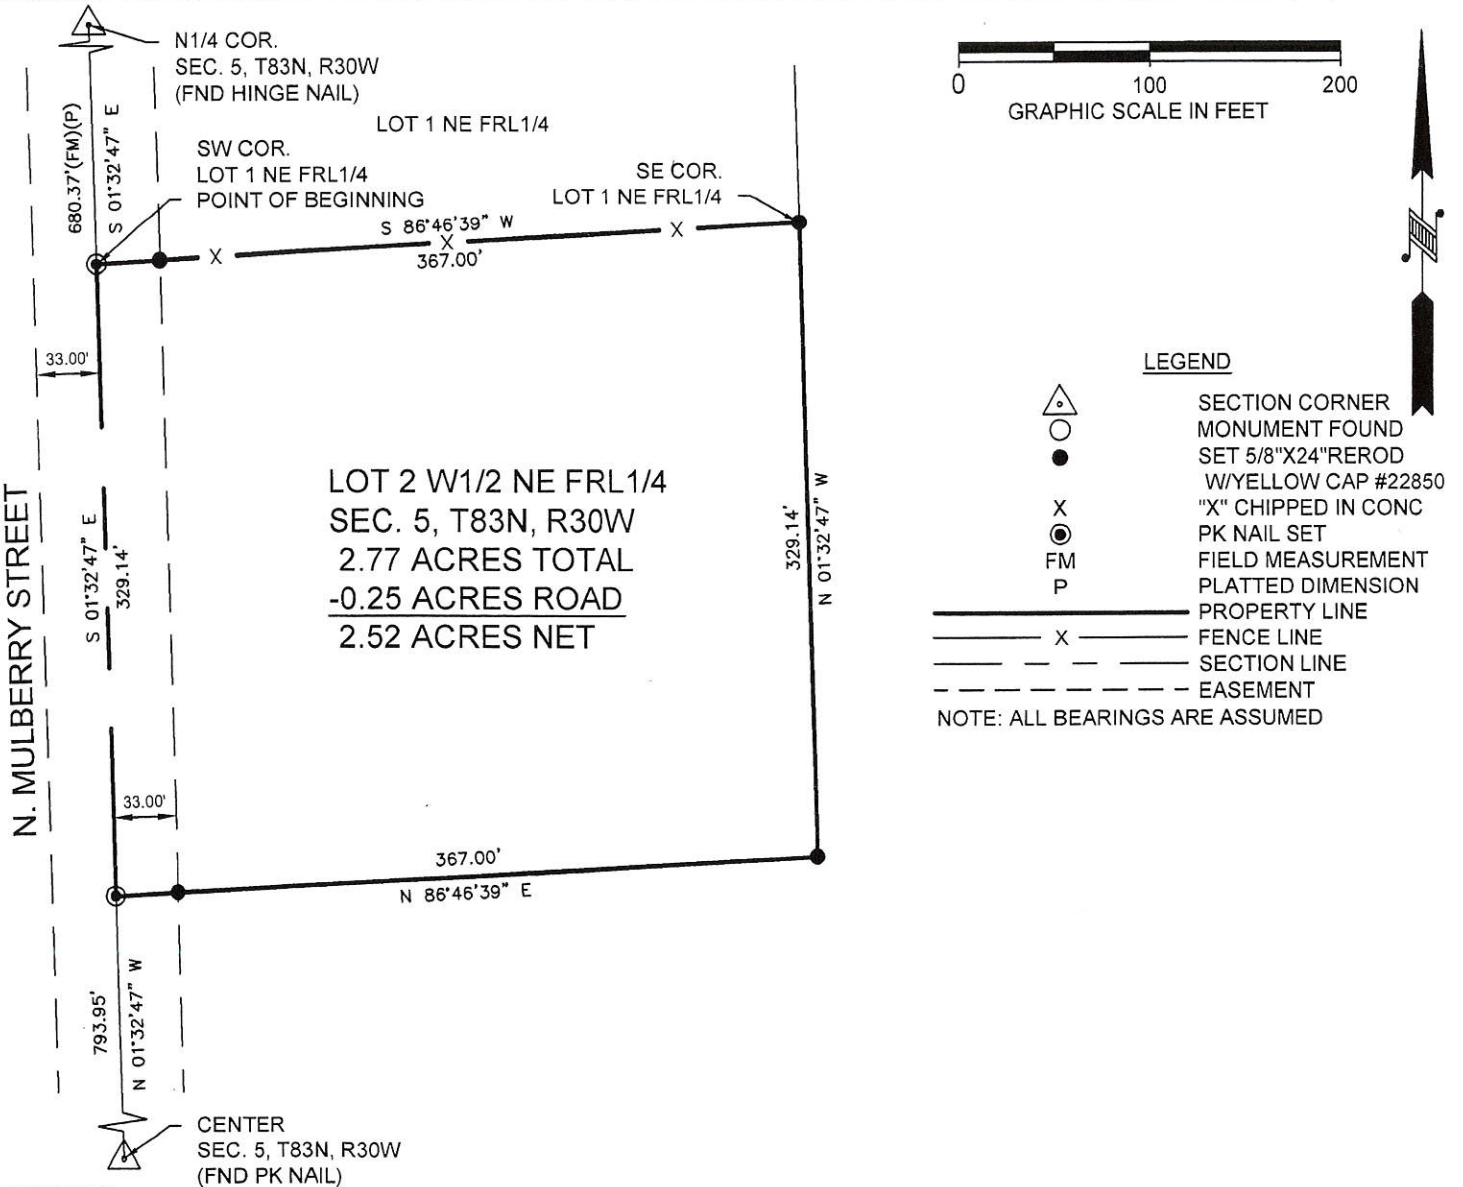 N1/4 COR.
SEC. 5, T83N, R30W
(FND HINGE NAIL)
680.37'(FM)(P)
S 01°32'47" E
LOT 1 NE FRL1/4
SW COR.
LOT 1 NE FRL1/4
POINT OF BEGINNING
SE COR.
LOT 1 NE FRL1/4
S 86°46'39" W
X X X
367.00'
33.00'
N. MULBERRY STREET
S 01°32'47" E
329.14'
LOT 2 W1/2 NE FRL1/4
SEC. 5, T83N, R30W
2.77 ACRES TOTAL
-0.25 ACRES ROAD
2.52 ACRES NET
329.14'
N 01°32'47" W
33.00'
367.00'
N 86°46'39" E
793.95'
N 01°32'47" W
CENTER
SEC. 5, T83N, R30W
(FND PK NAIL)
0 100 200
GRAPHIC SCALE IN FEET
LEGEND
SECTION CORNER
MONUMENT FOUND
SET 5/8"X24"REROD
W/YELLOW CAP #22850
X "X" CHIPPED IN CONC
PK NAIL SET
FM FIELD MEASUREMENT
P PLATTED DIMENSION
PROPERTY LINE
X FENCE LINE
SECTION LINE
EASEMENT
NOTE: ALL BEARINGS ARE ASSUMED